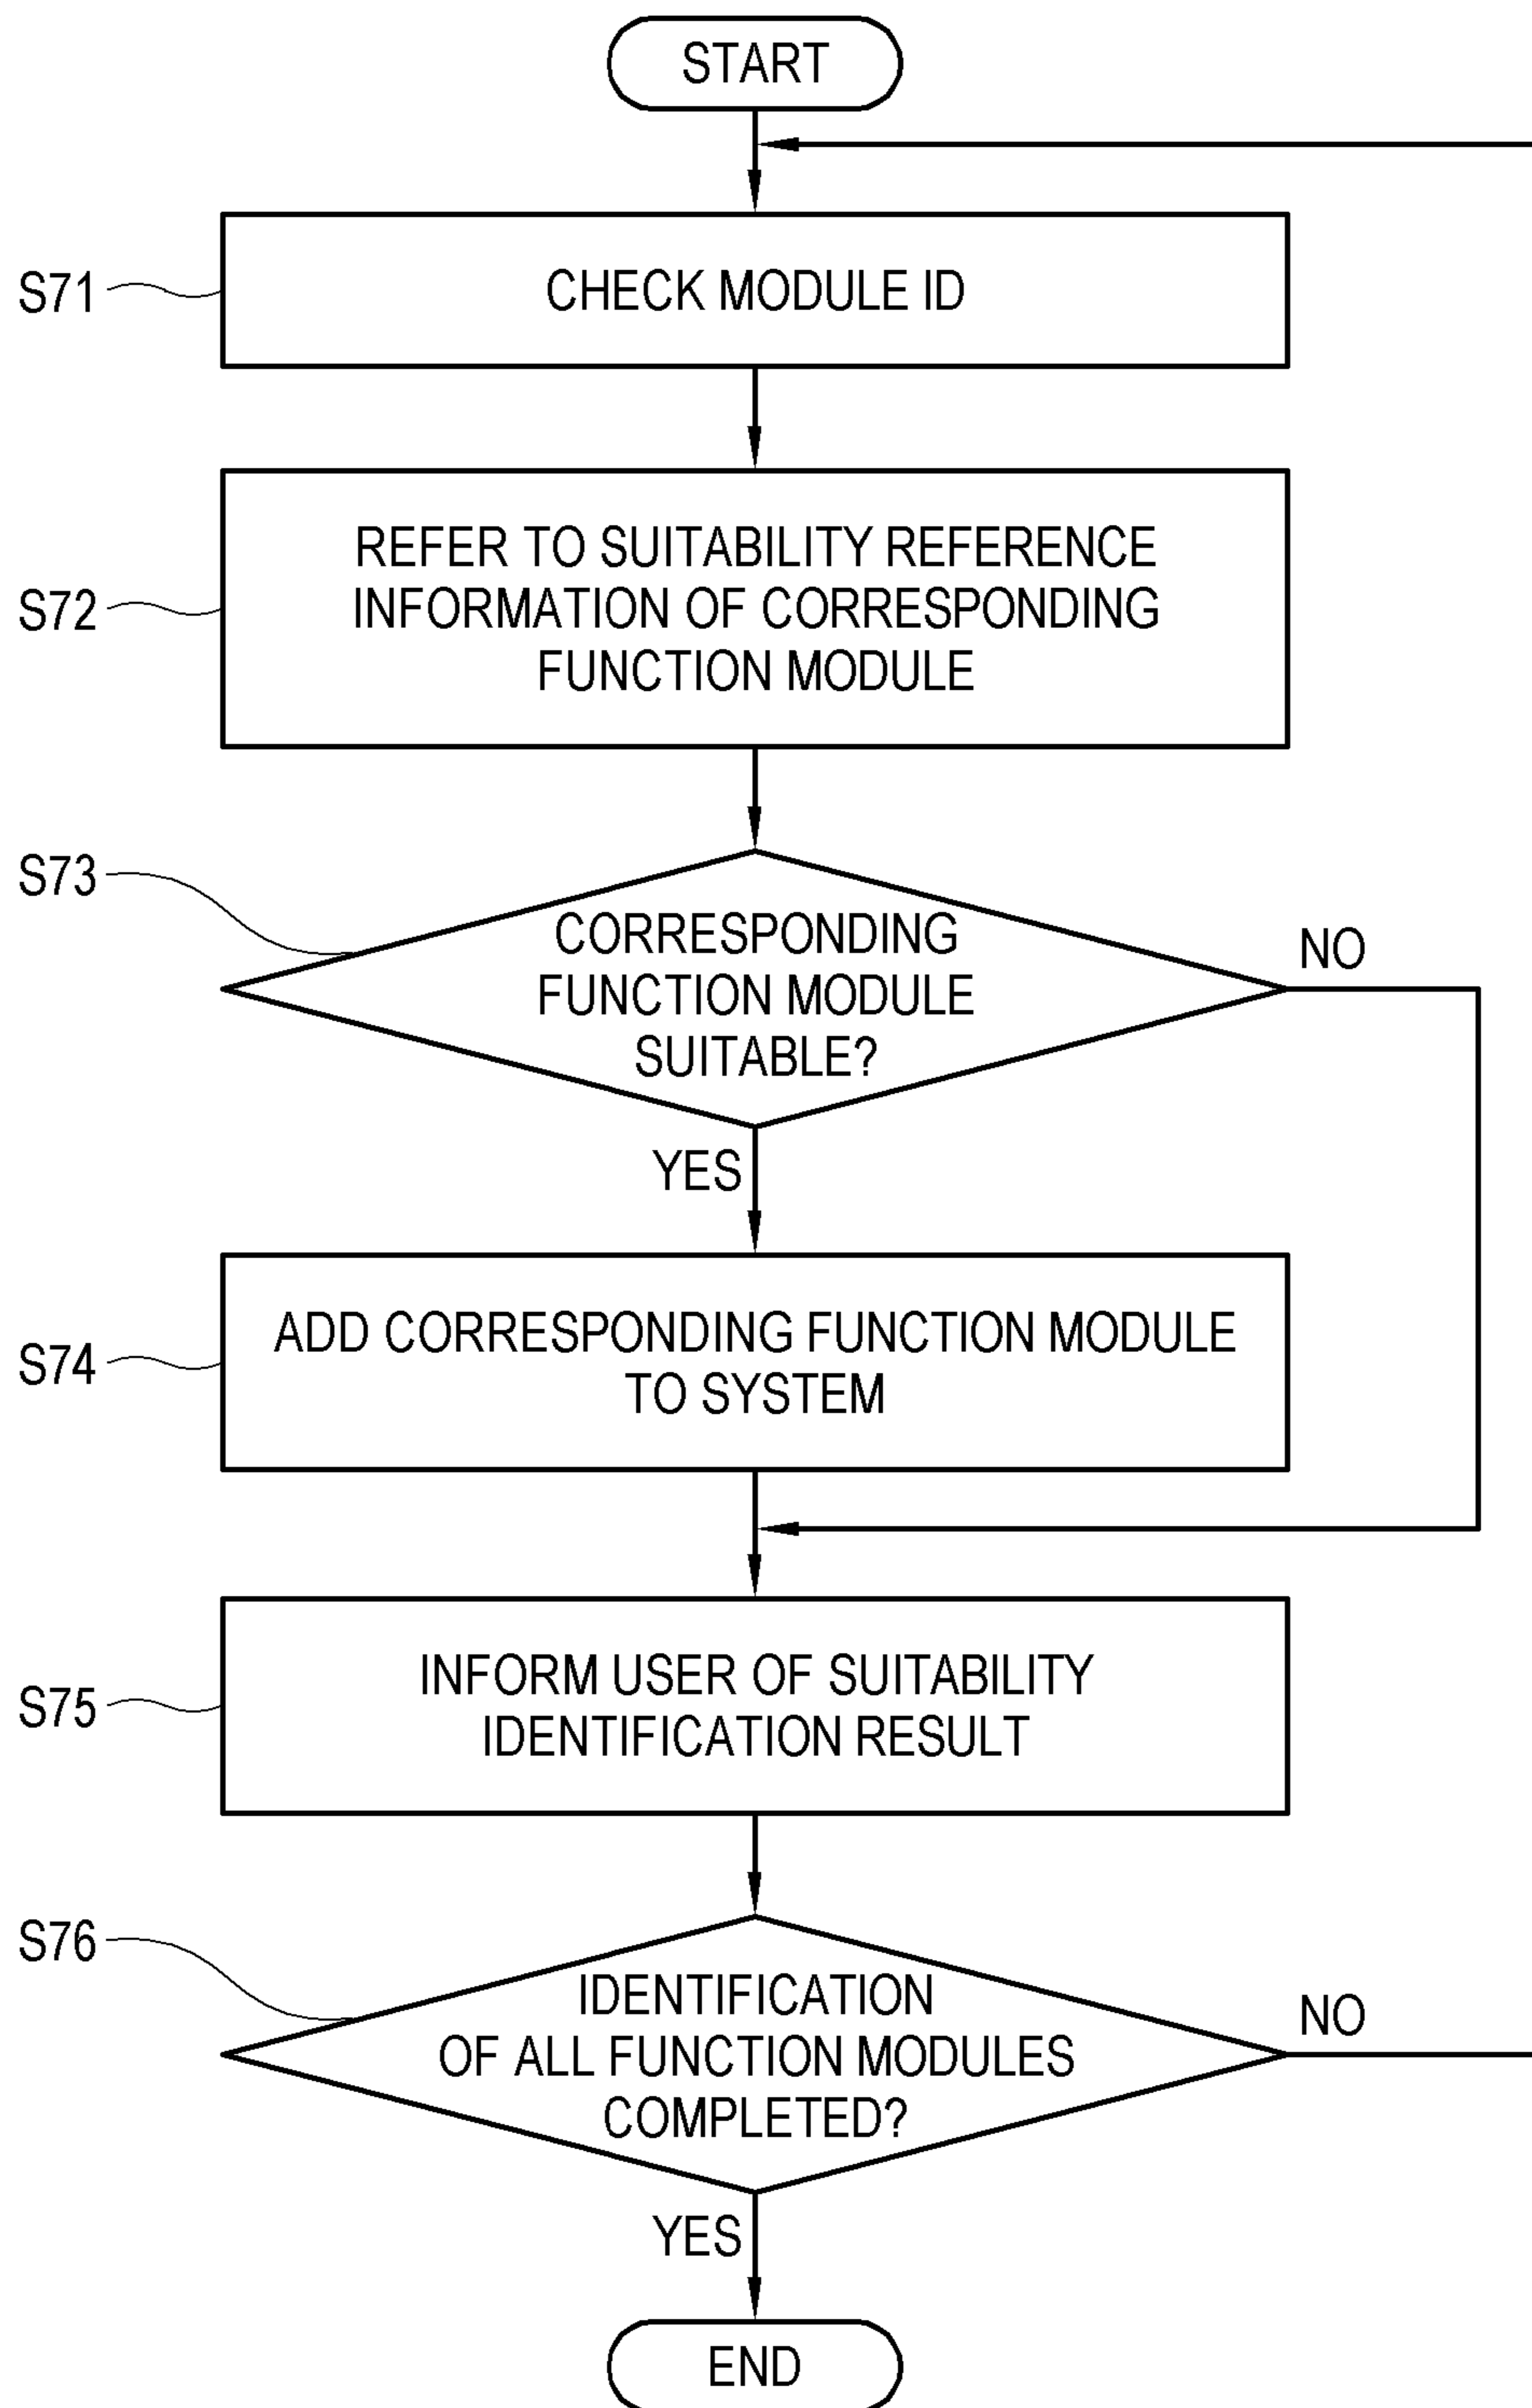 START
S71
CHECK MODULE ID
S72
REFER TO SUITABILITY REFERENCE
INFORMATION OF CORRESPONDING
FUNCTION MODULE
S73
CORRESPONDING
FUNCTION MODULE
SUITABLE?
NO
YES
S74
ADD CORRESPONDING FUNCTION MODULE
TO SYSTEM
S75
INFORM USER OF SUITABILITY
IDENTIFICATION RESULT
S76
IDENTIFICATION
OF ALL FUNCTION MODULES
COMPLETED?
NO
YES
END